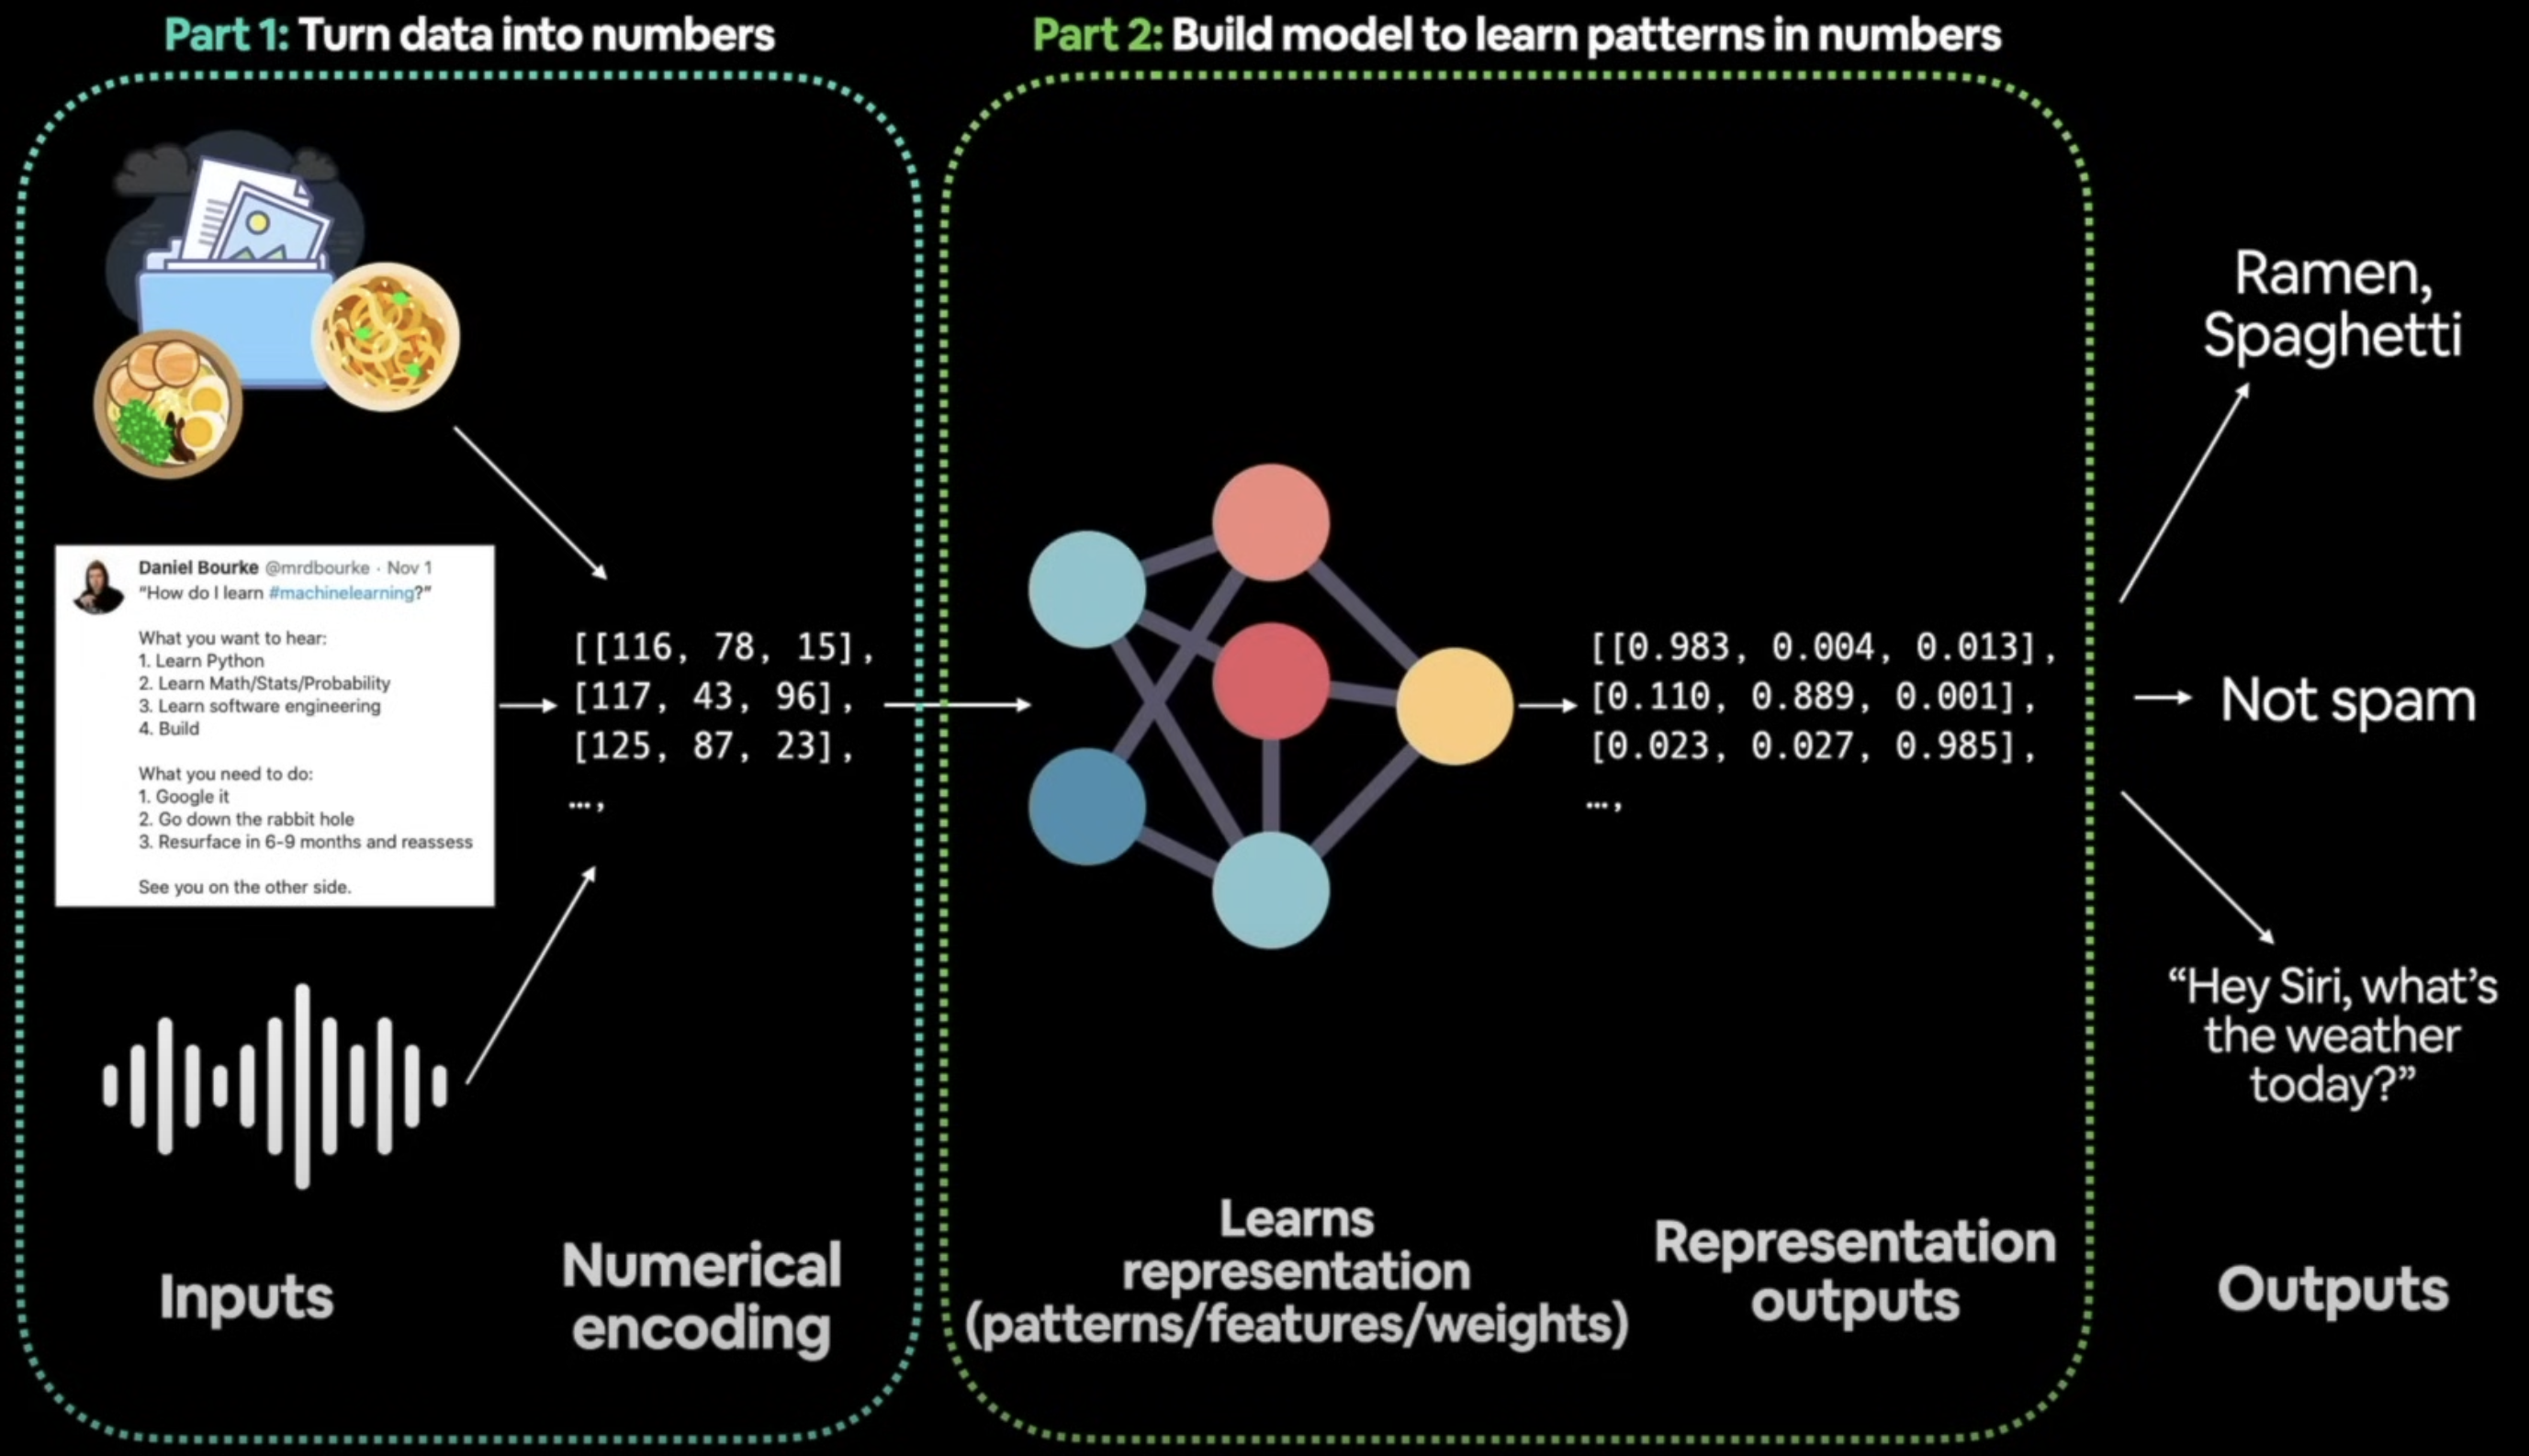 Part 1: Turn data into numbers
Daniel Bourke @mrdbourke · Nov 1
“How do I learn #machinelearning?”
What you want to hear:
1. Learn Python
2. Learn Math/Stats/Probability
3. Learn software engineering
4. Build
What you need to do:
1. Google it
2. Go down the rabbit hole
3. Resurface in 6-9 months and reassess
See you on the other side.
[[116, 78, 15],
[117, 43, 96],
[125, 87, 23],
…,
Inputs
Numerical
encoding
Part 2: Build model to learn patterns in numbers
[[0.983, 0.004, 0.013],
[0.110, 0.889, 0.001],
[0.023, 0.027, 0.985],
…,
Learns
representation
(patterns/features/weights)
Representation
outputs
Ramen,
Spaghetti
Not spam
“Hey Siri, what’s
the weather
today?”
Outputs